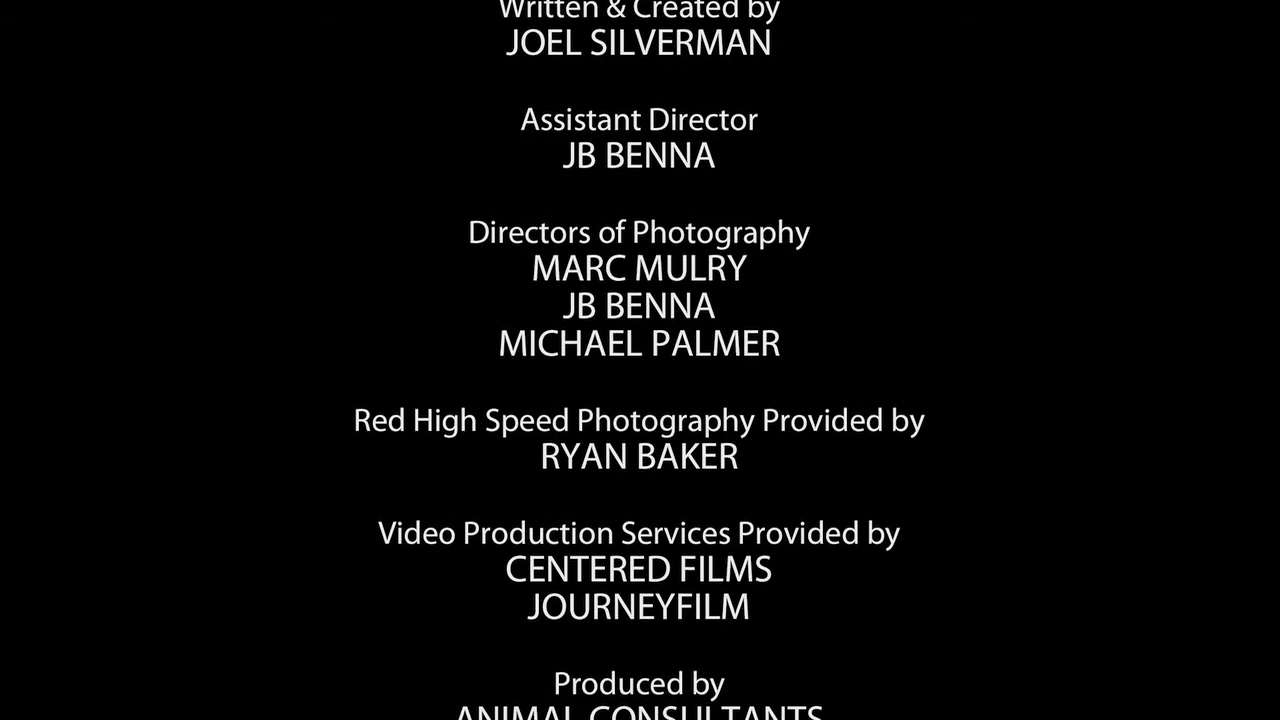 Written & Created by
JOEL SILVERMAN
Assistant Director
JB BENNA
Directors of Photography
MARC MULRY
JB BENNA
MICHAEL PALMER
Red High Speed Photography Provided by
RYAN BAKER
Video Production Services Provided by
CENTERED FILMS
JOURNEYFILM
Produced by
ANIMAL CONSULTANTS